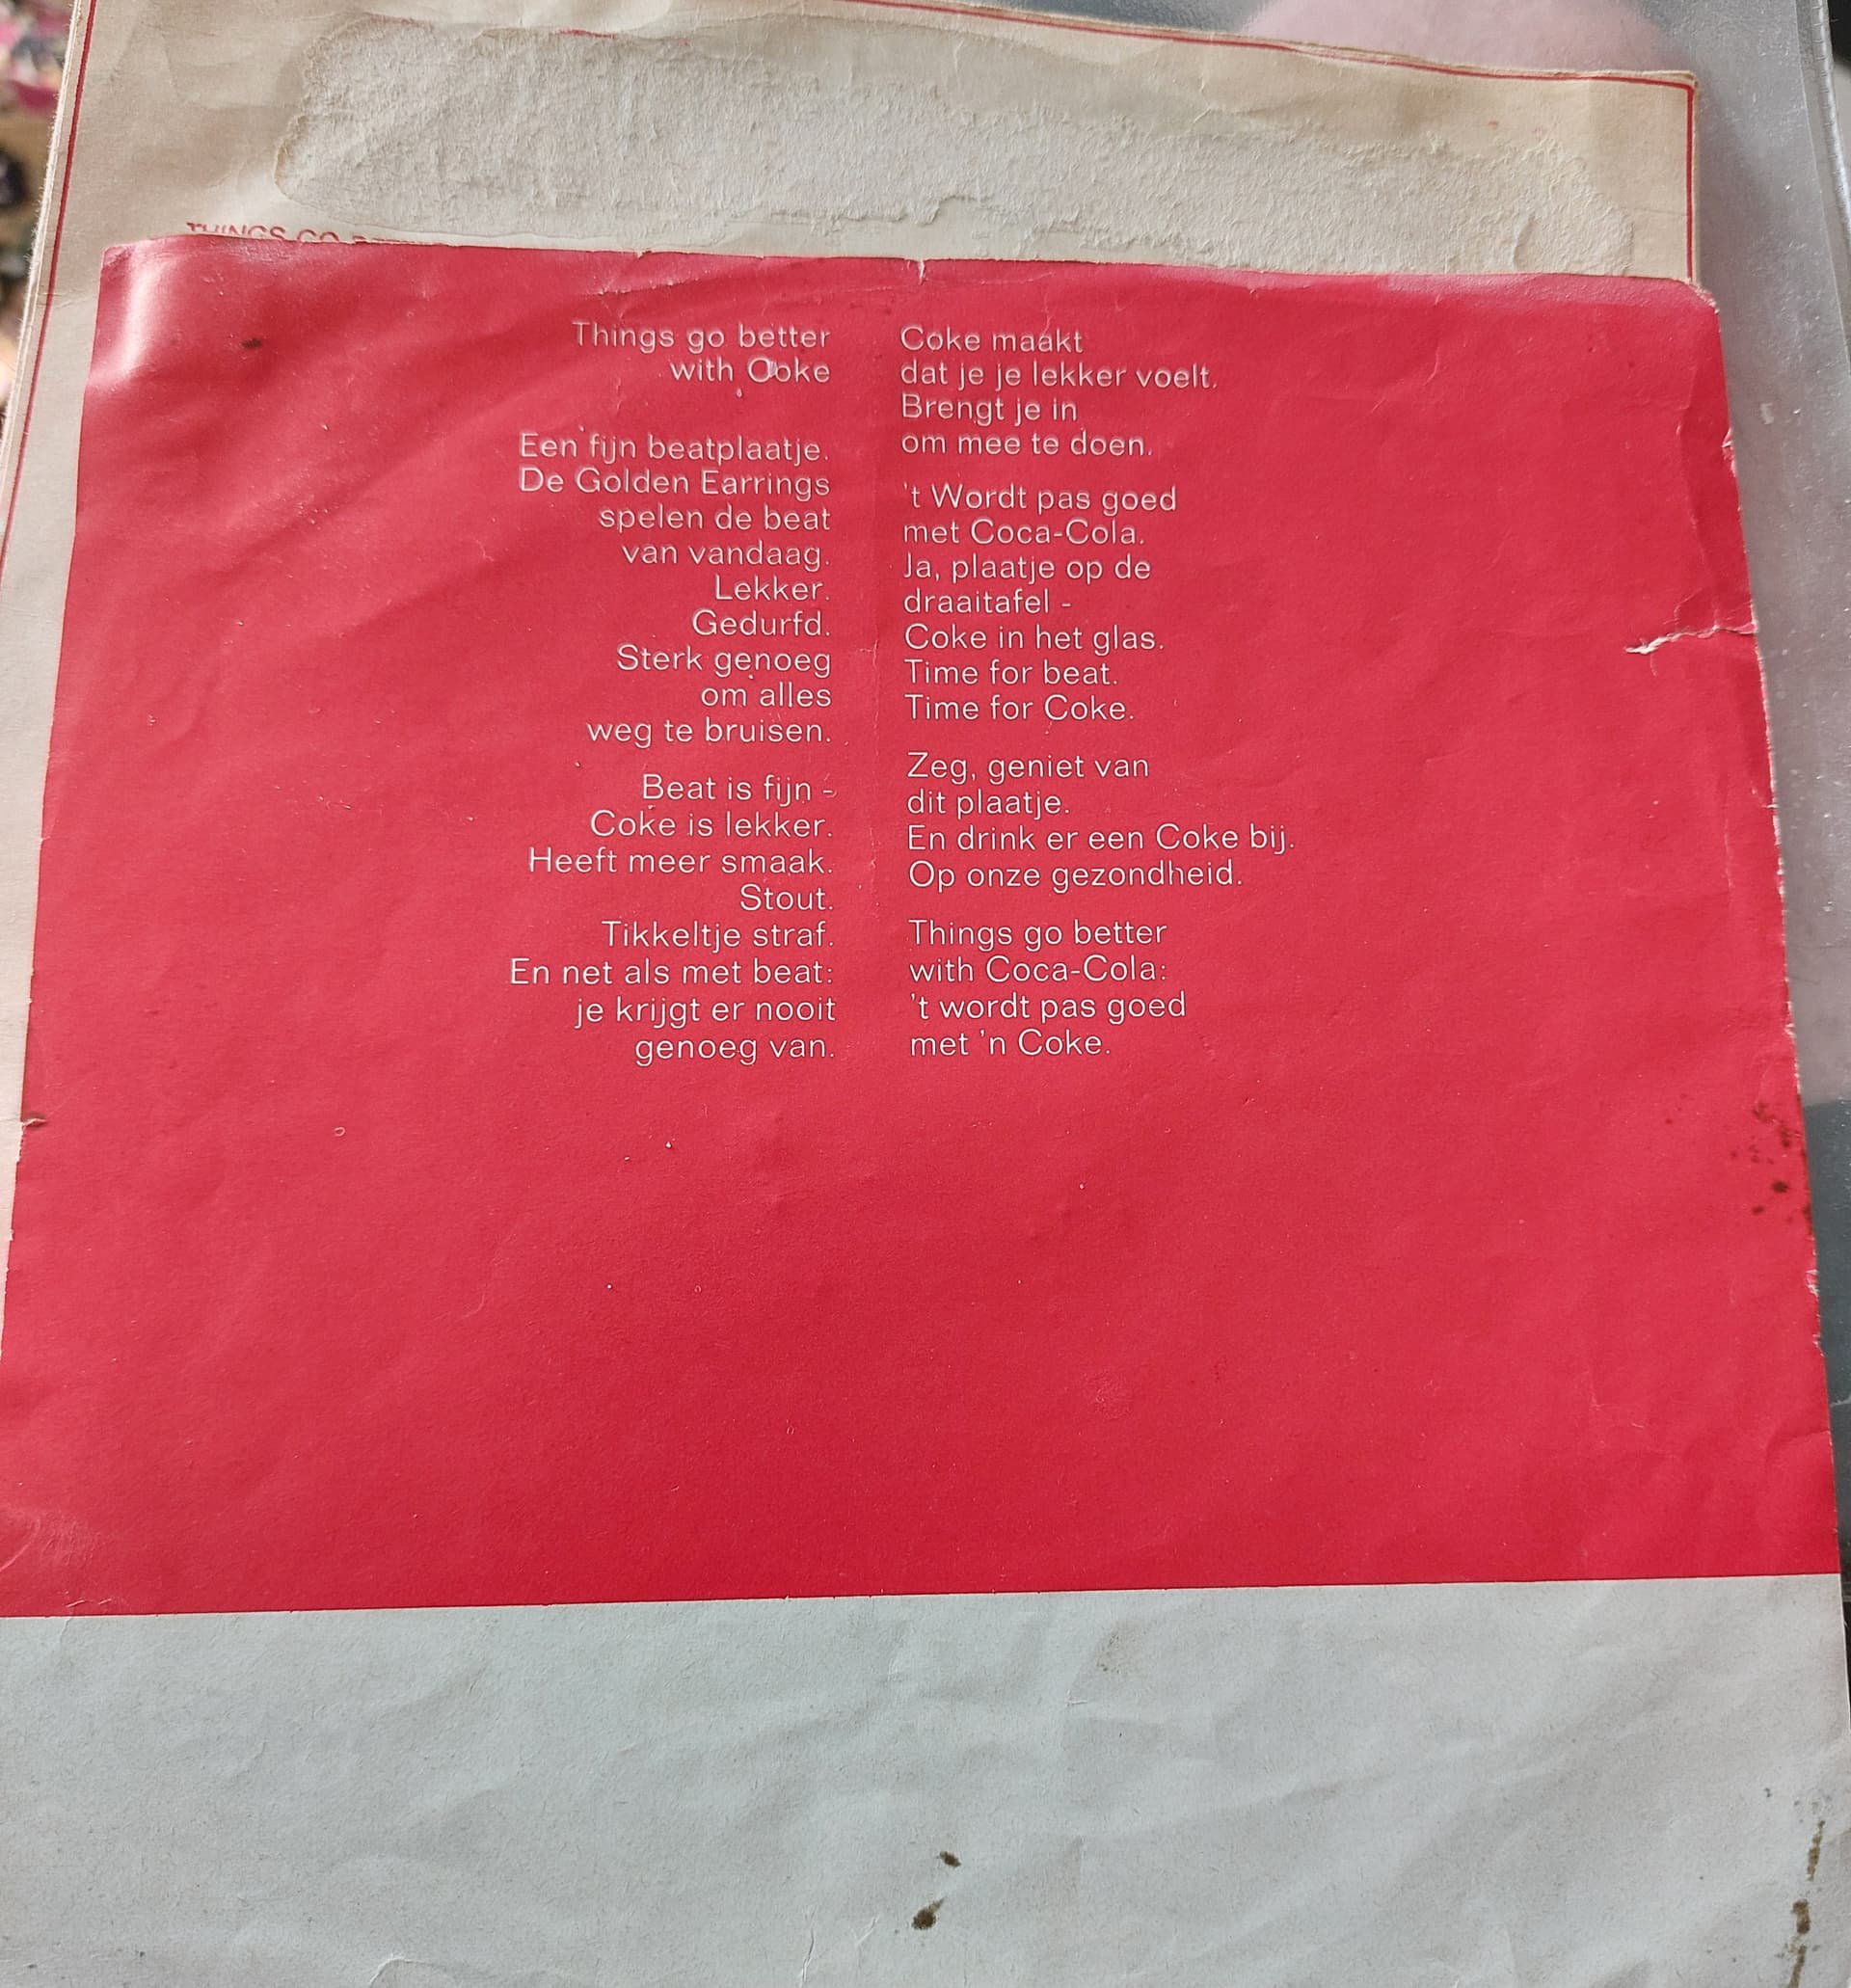 THINGS GO
Things go better
with Coke
Een fijn beatplaatje.
De Golden Earrings
spelen de beat
van vandaag.
Lekker.
Gedurfd.
Sterk genoeg
om alles
weg te bruisen.
Beat is fijn -
Coke is lekker.
Heeft meer smaak.
Stout.
Tikkeltje straf.
En net als met beat:
je krijgt er nooit
genoeg van.
Coke maakt
dat je je lekker voelt.
Brengt je in
om mee te doen.
't Wordt pas goed
met Coca-Cola.
Ja, plaatje op de
draaitafel -
Coke in het glas.
Time for beat.
Time for Coke.
Zeg, geniet van
dit plaatje.
En drink er een Coke bij.
Op onze gezondheid.
Things go better
with Coca-Cola:
't wordt pas goed
met 'n Coke.